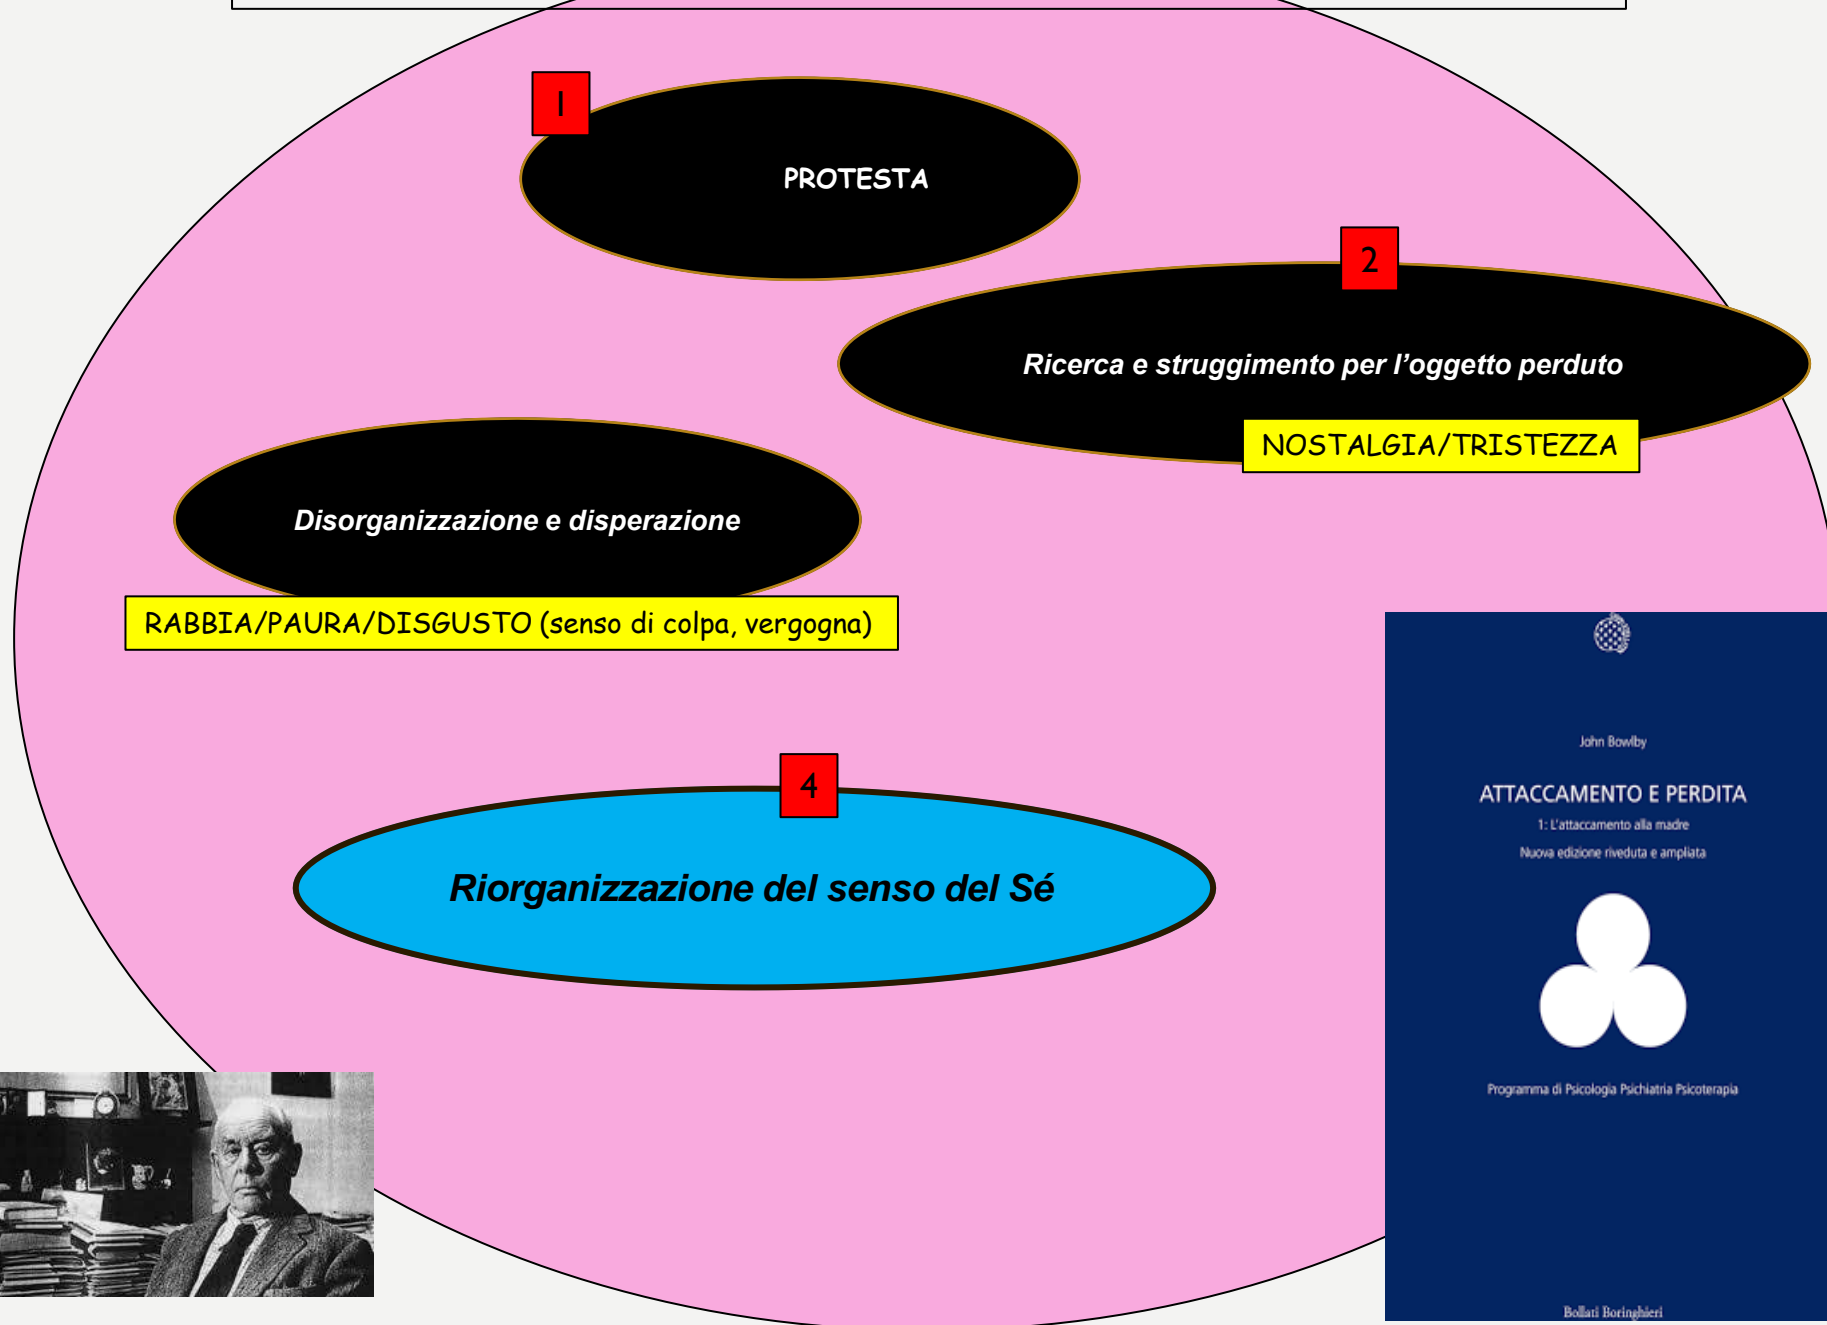 1
PROTESTA
2
Ricerca e struggimento per l’oggetto perduto
NOSTALGIA/TRISTEZZA
Disorganizzazione e disperazione
RABBIA/PAURA/DISGUSTO (senso di colpa, vergogna)
4
Riorganizzazione del senso del Sé
John Bowlby
ATTACCAMENTO E PERDITA
1: L'attaccamento alla madre
Nuova edizione riveduta e ampliata
Programma di Psicologia Psichiatria Psicoterapia
Bollati Boringhieri